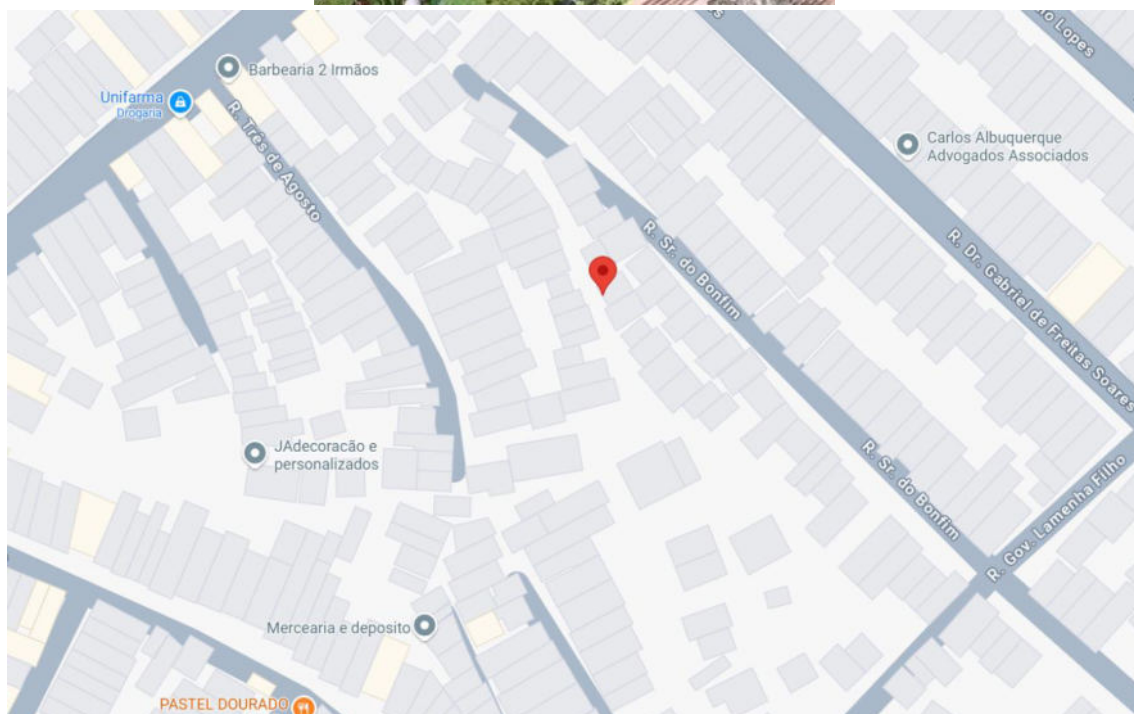 Barbearia 2 Irmãos
Unifarma
Drogaria
R. Três de Agosto
Carlos Albuquerque
Advogados Associados
R. Sr. do Bonfim
R. Dr. Gabriel de Freitas Soares
JAdecoracão e
personalizados
R. Sr. do Bonfim
R. Gov. Lamenha Filho
Mercearia e deposito
PASTEL DOURADO
Lopes